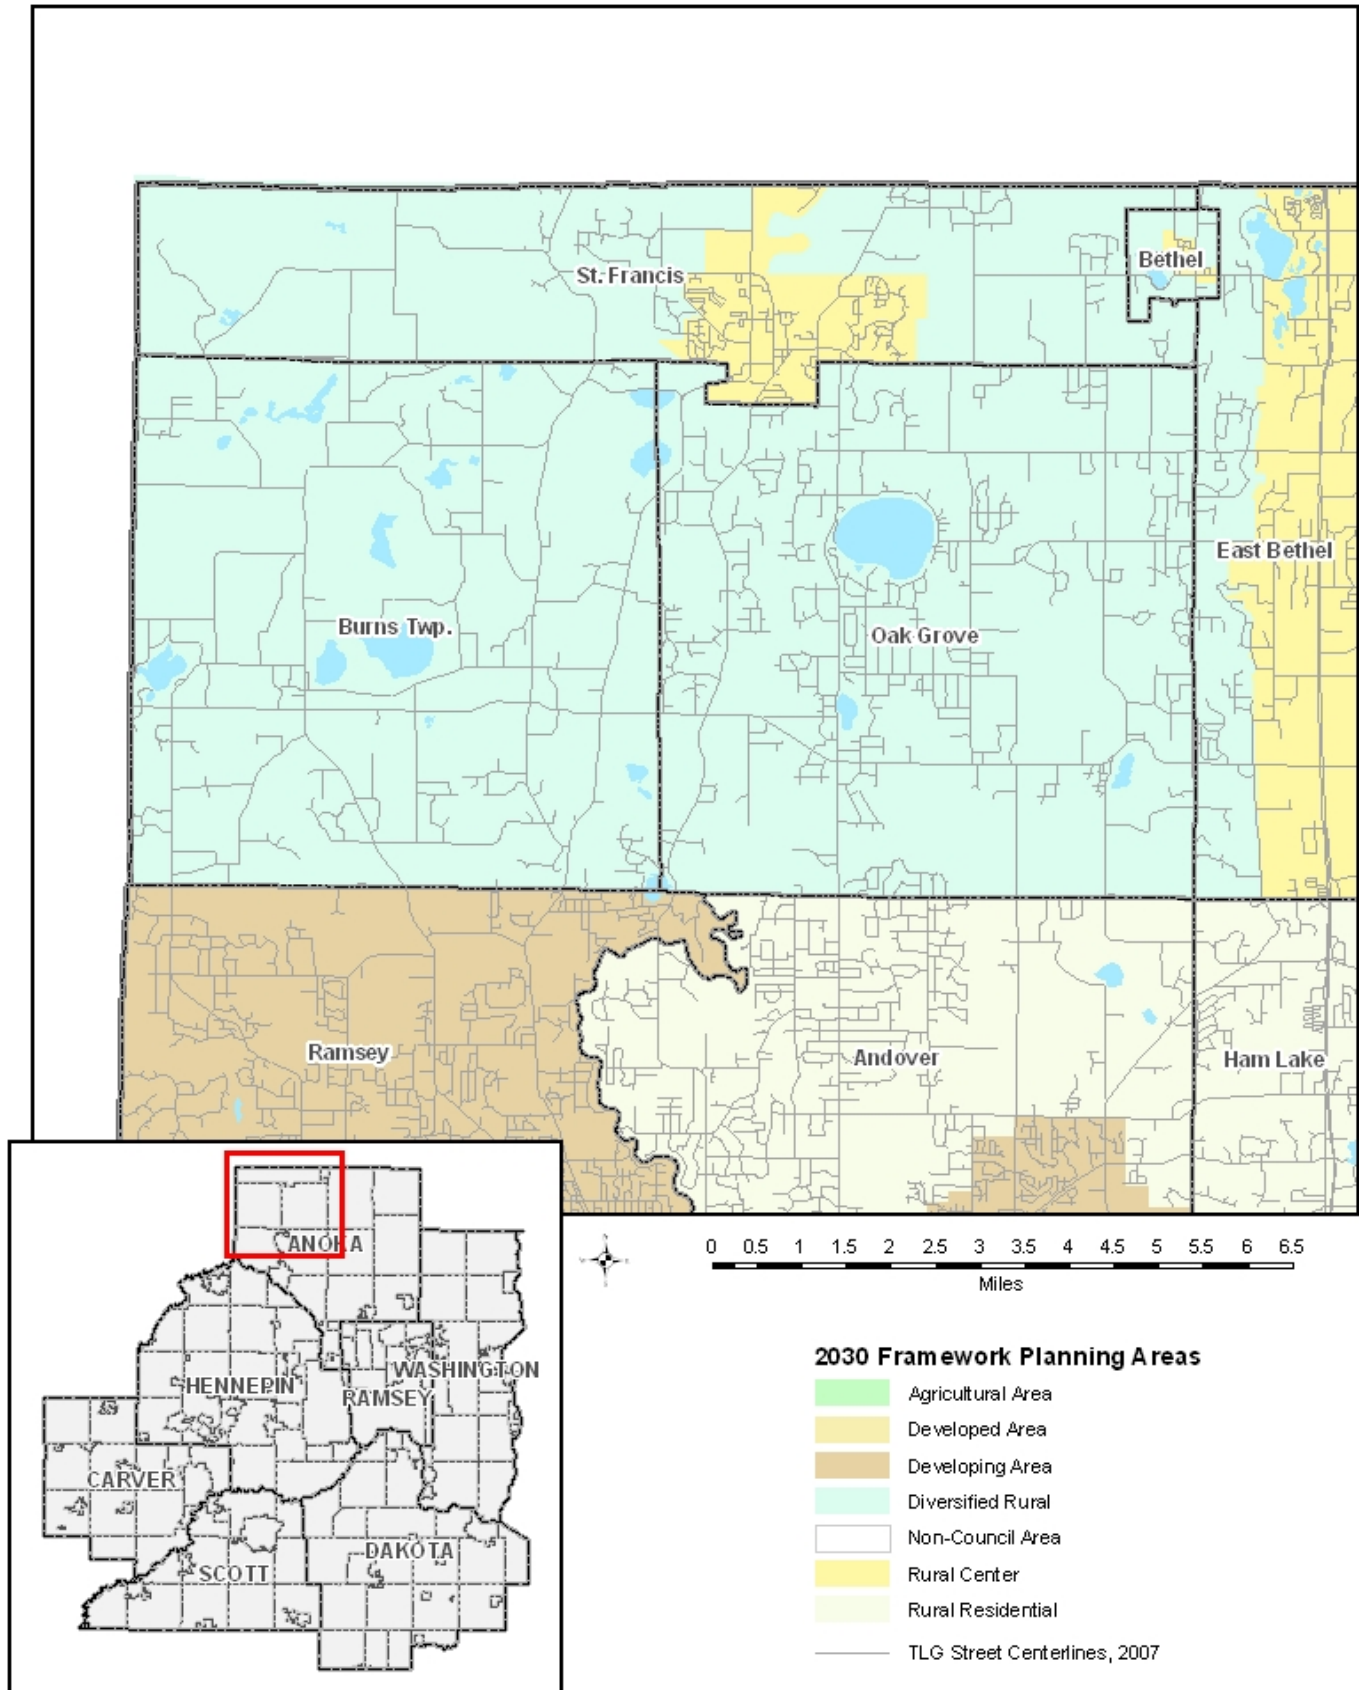 St. Francis
Bethel
East Bethel
Burns Twp.
Oak Grove
Ramsey
Andover
Ham Lake
ANOKA
WASHINGTON
HENNEPIN
RAMSEY
CARVER
DAKOTA
SCOTT
0 0.5 1 1.5 2 2.5 3 3.5 4 4.5 5 5.5 6 6.5
Miles
2030 Framework Planning Areas
Agricultural Area
Developed Area
Developing Area
Diversified Rural
Non-Council Area
Rural Center
Rural Residential
TLG Street Centerlines, 2007